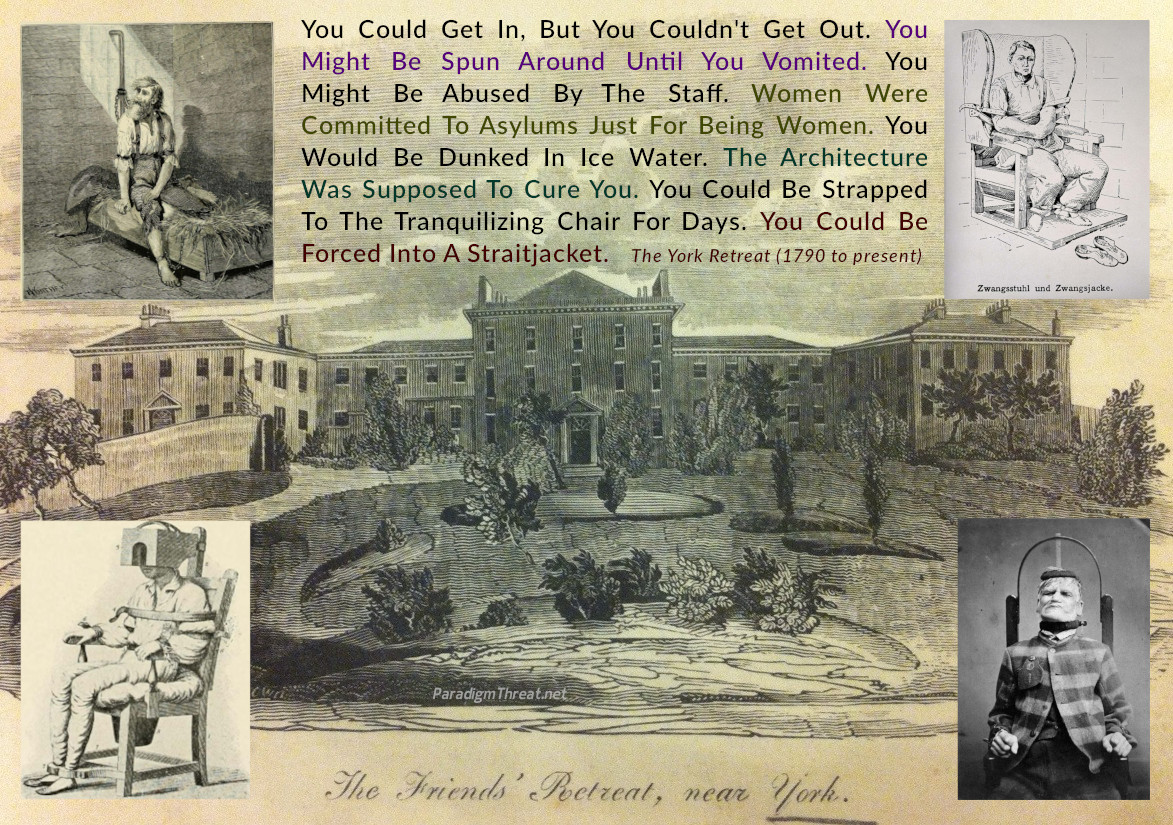 You Could Get In, But You Couldn't Get Out. You
Might Be Spun Around Until You Vomited. You
Might Be Abused By The Staff. Women Were
Committed To Asylums Just For Being Women. You
Would Be Dunked In Ice Water. The Architecture
Was Supposed To Cure You. You Could Be Strapped
To The Tranquilizing Chair For Days. You Could Be
Forced Into A Straitjacket. The York Retreat (1790 to present)
Zwangsstuhl und Zwangsjacke.
ParadigmThreat.net
The Friends' Retreat, near York.